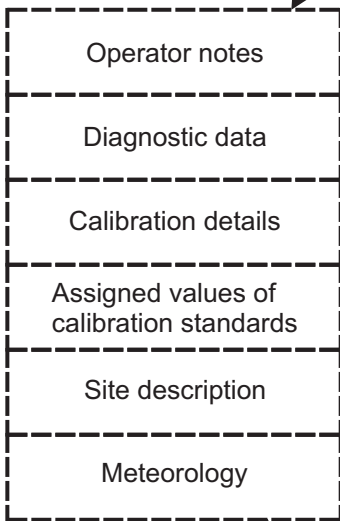 Operator notes
Diagnostic data
Calibration details
Assigned values of
calibration standards
Site description
Meteorology